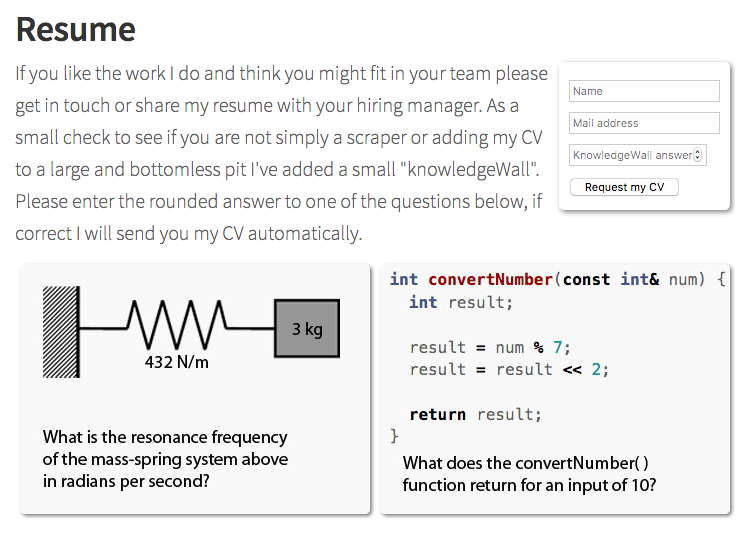 Resume
If you like the work I do and think you might fit in your team please
get in touch or share my resume with your hiring manager. As a
small check to see if you are not simply a scraper or adding my CV
to a large and bottomless pit I've added a small "knowledgeWall".
Please enter the rounded answer to one of the questions below, if
correct I will send you my CV automatically.
Name
Mail address
KnowledgeWall answer
Request my CV
3 kg
432 N/m
What is the resonance frequency
of the mass-spring system above
in radians per second?
int convertNumber(const int& num) {
int result;
result = num % 7;
result = result << 2;
return result;
}
What does the convertNumber( )
function return for an input of 10?